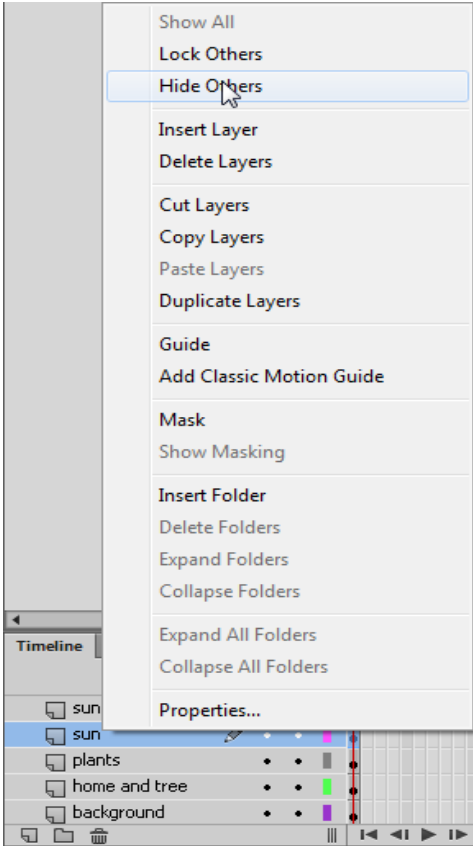 Show All
Lock Others
Hide Others
Insert Layer
Delete Layers
Cut Layers
Copy Layers
Paste Layers
Duplicate Layers
Guide
Add Classic Motion Guide
Mask
Show Masking
Insert Folder
Delete Folders
Expand Folders
Collapse Folders
Expand All Folders
Collapse All Folders
Properties...
Timeline
sun
sun
plants
home and tree
background